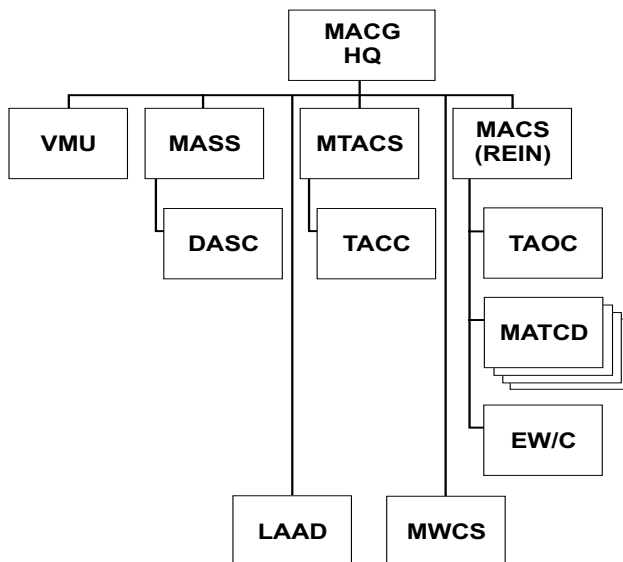 MACG
HQ
VMU
MASS
MTACS
MACS
(REIN)
DASC
TACC
TAOC
MATCD
EW/C
LAAD
MWCS